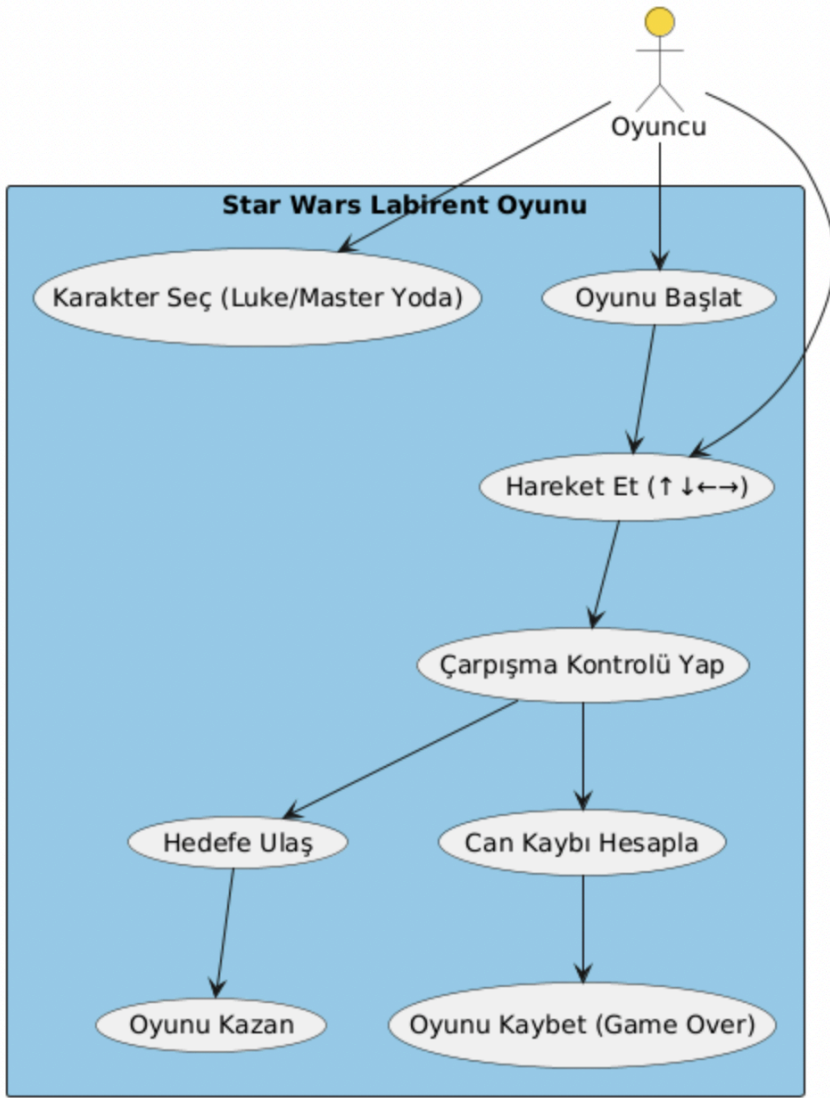 Oyuncu
Star Wars Labirent Oyunu
Karakter Seç (Luke/Master Yoda)
Oyunu Başlat
Hareket Et (↑↓←→)
Çarpışma Kontrolü Yap
Hedefe Ulaş
Can Kaybı Hesapla
Oyunu Kazan
Oyunu Kaybet (Game Over)